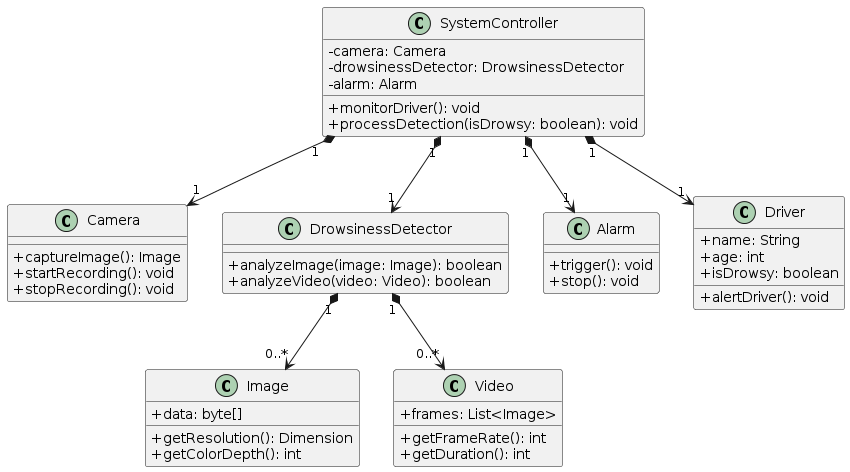 C SystemController
-camera: Camera
-drowsinessDetector: DrowsinessDetector
-alarm: Alarm
+monitorDriver(): void
+processDetection(isDrowsy: boolean): void
1 1 1 1
1 1 1 1
C Camera
+captureImage(): Image
+startRecording(): void
+stopRecording(): void
C DrowsinessDetector
+analyzeImage(image: Image): boolean
+analyzeVideo(video: Video): boolean
C Alarm
+trigger(): void
+stop(): void
C Driver
+name: String
+age: int
+isDrowsy: boolean
+alertDriver(): void
1 1
0..* 0..*
C Image
+data: byte[]
+getResolution(): Dimension
+getColorDepth(): int
C Video
+frames: List<Image>
+getFrameRate(): int
+getDuration(): int